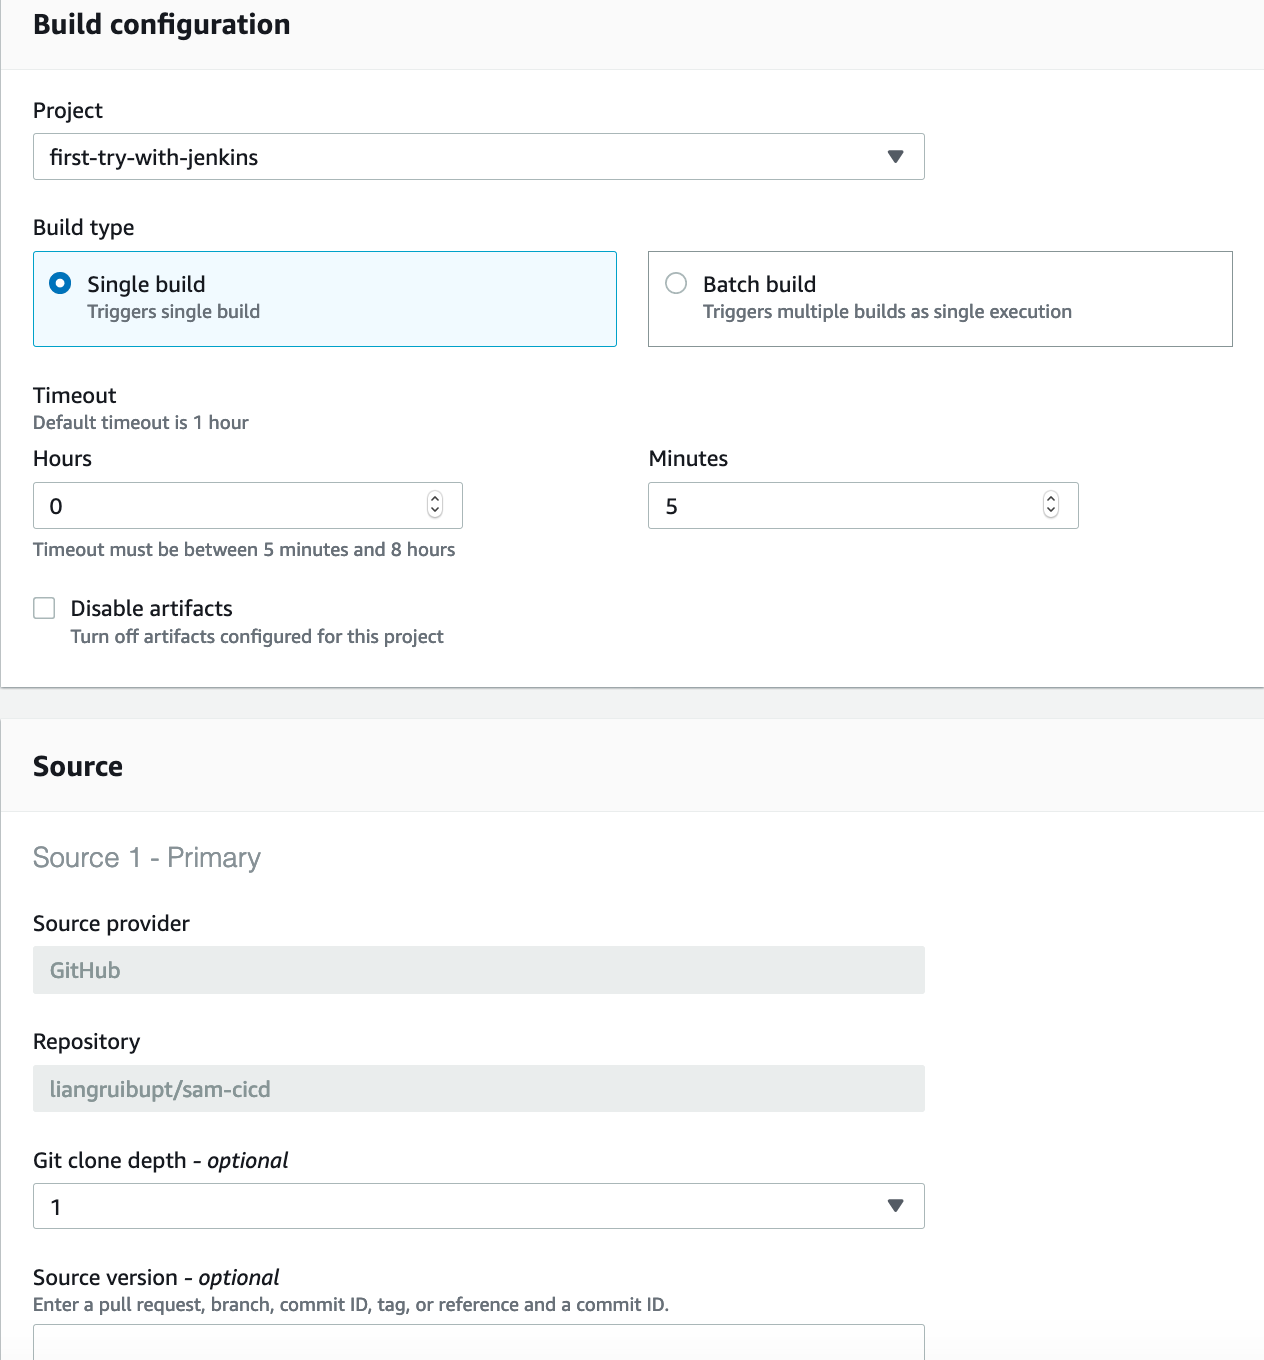 Build configuration
Project
first-try-with-jenkins
Build type
Single build
Triggers single build
Batch build
Triggers multiple builds as single execution
Timeout
Default timeout is 1 hour
Hours
0
Minutes
5
Timeout must be between 5 minutes and 8 hours
Disable artifacts
Turn off artifacts configured for this project
Source
Source 1 - Primary
Source provider
GitHub
Repository
liangruibupt/sam-cicd
Git clone depth - optional
1
Source version - optional
Enter a pull request, branch, commit ID, tag, or reference and a commit ID.